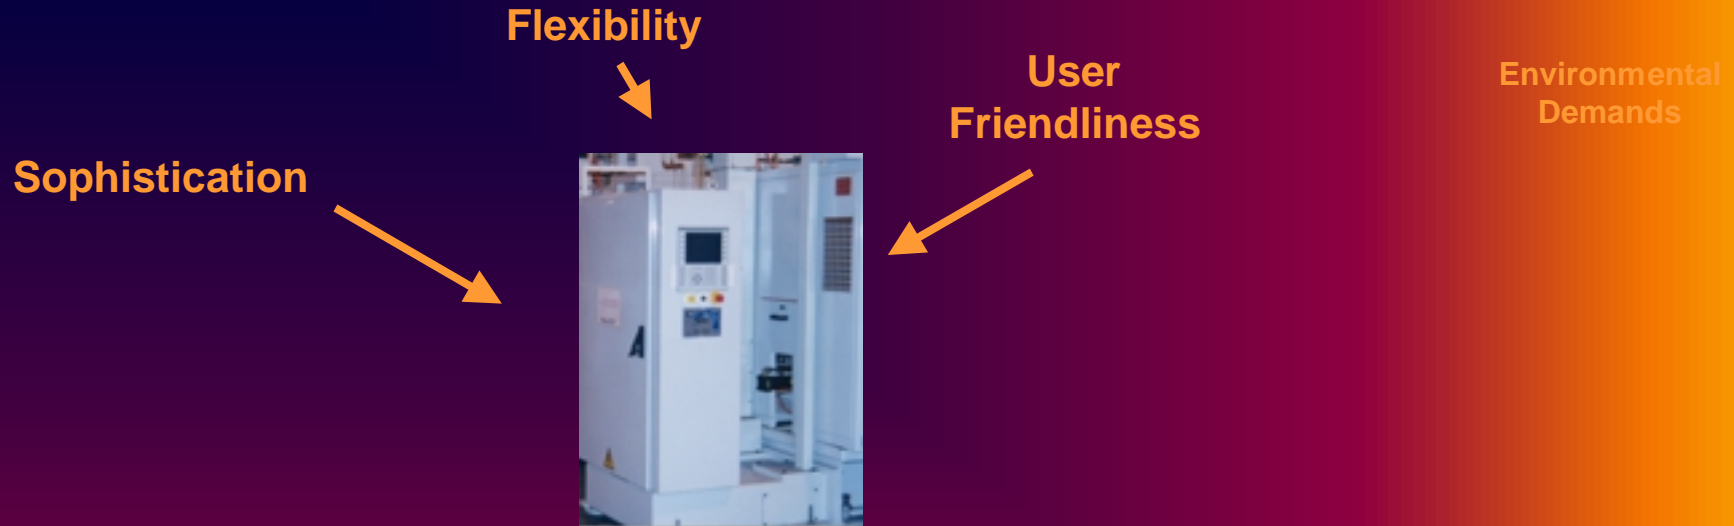 Flexibility
User
Friendliness
Environmental
Demands
Sophistication